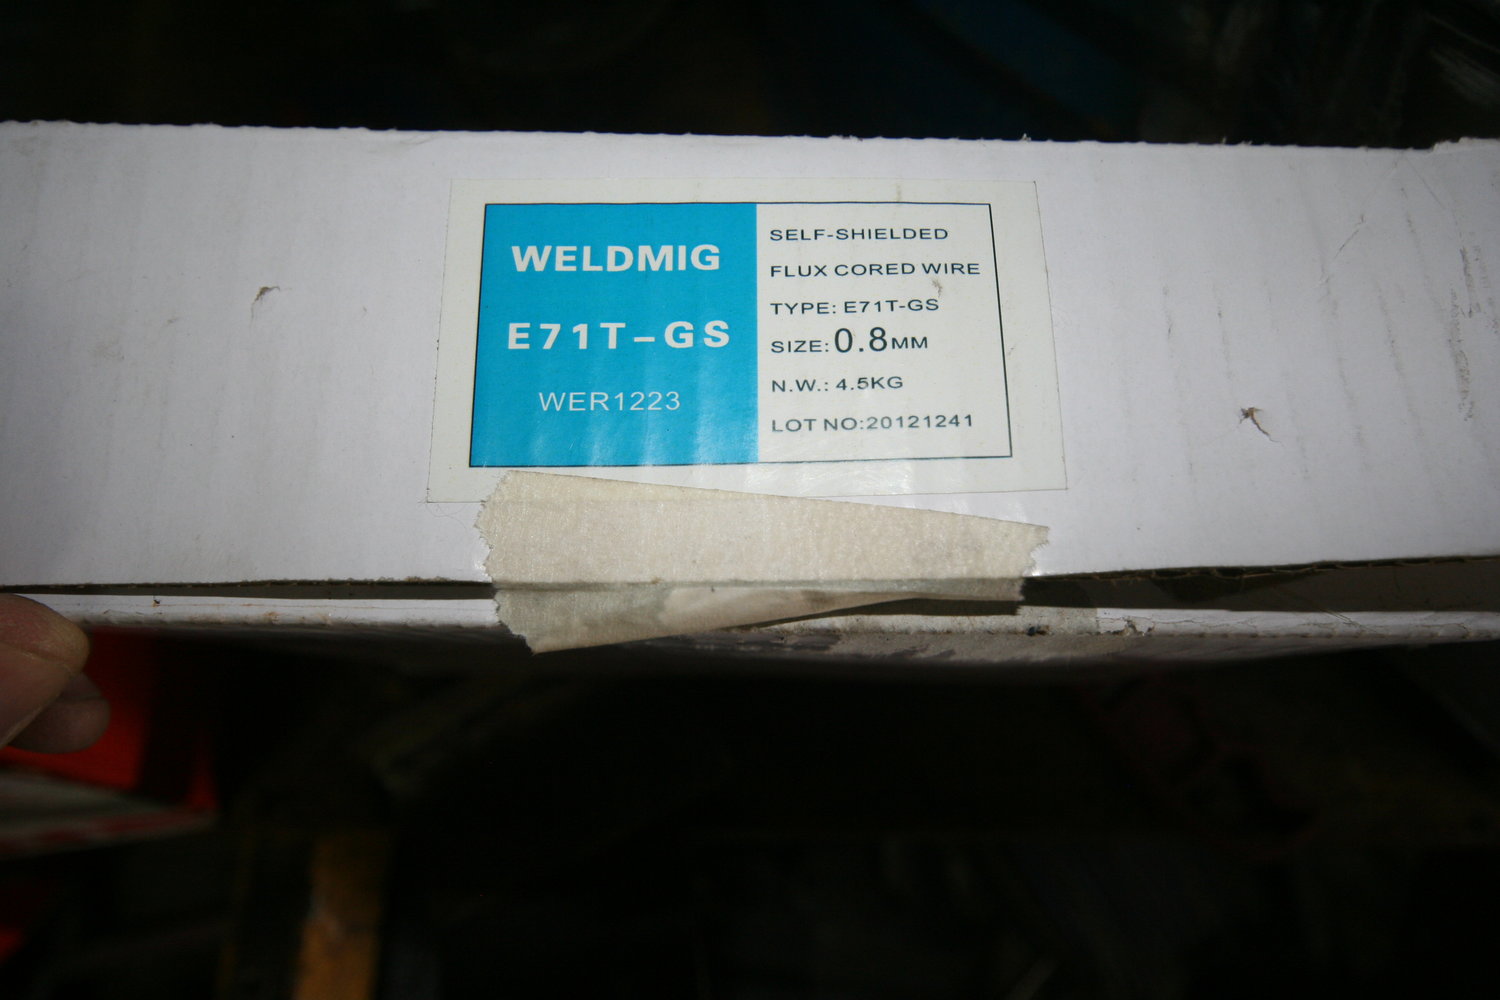 WELDMIG
E71T-GS
WER1223
SELF-SHIELDED
FLUX CORED WIRE
TYPE: E71T-GS
SIZE: 0.8MM
N.W.: 4.5KG
LOT NO:20121241